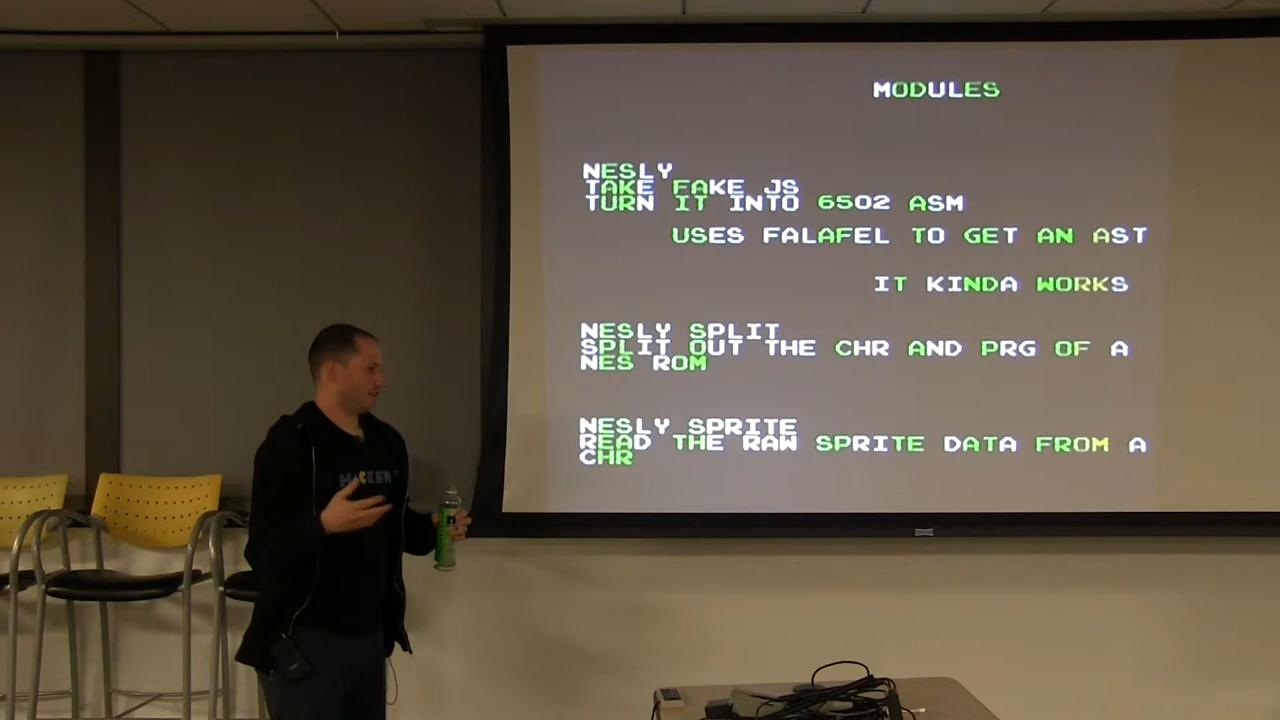 MODULES
NESLY
TAKE FAKE JS
TURN IT INTO 6502 ASM
USES FALAFEL TO GET AN AST
IT KINDA WORKS
NESLY SPLIT
SPLIT OUT THE CHR AND PRG OF A
NES ROM
NESLY SPRITE
READ THE RAW SPRITE DATA FROM A
CHR